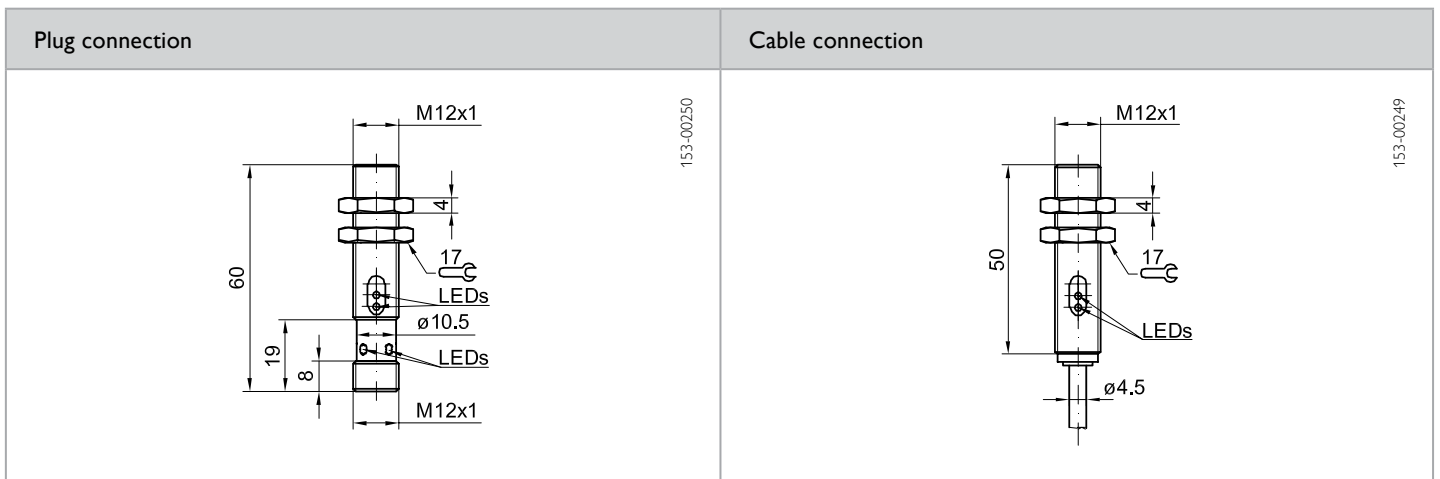 Plug connection
Cable connection
M12x1
153-00250
4
60
17
LEDs
ø10.5
19
LEDs
8
M12x1
M12x1
153-00249
4
50
17
LEDs
ø4.5